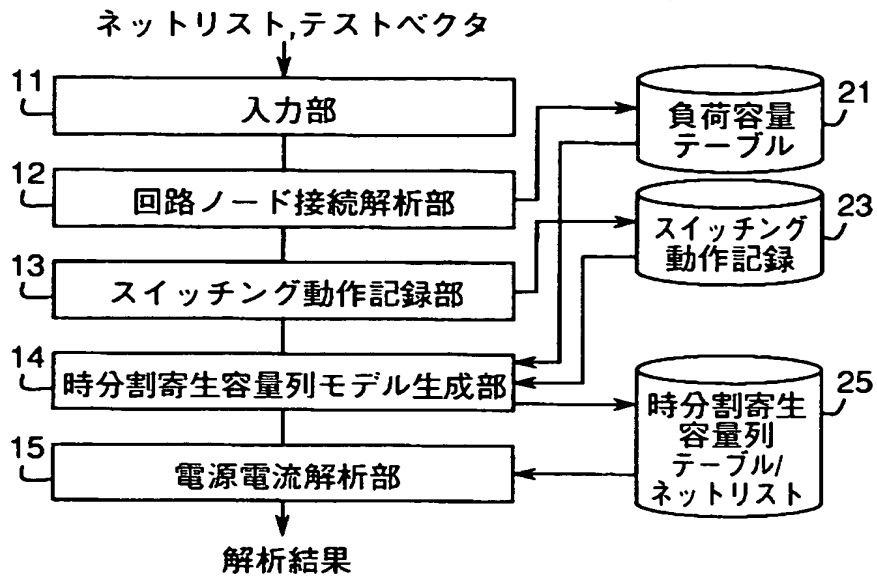 ネットリスト,テストベクタ
11
入力部
負荷容量
テーブル
21
12
回路ノード接続解析部
スイッチング
動作記録
23
13
スイッチング動作記録部
14
時分割寄生容量列モデル生成部
時分割寄生
容量列
テーブル/
ネットリスト
25
15
電源電流解析部
解析結果